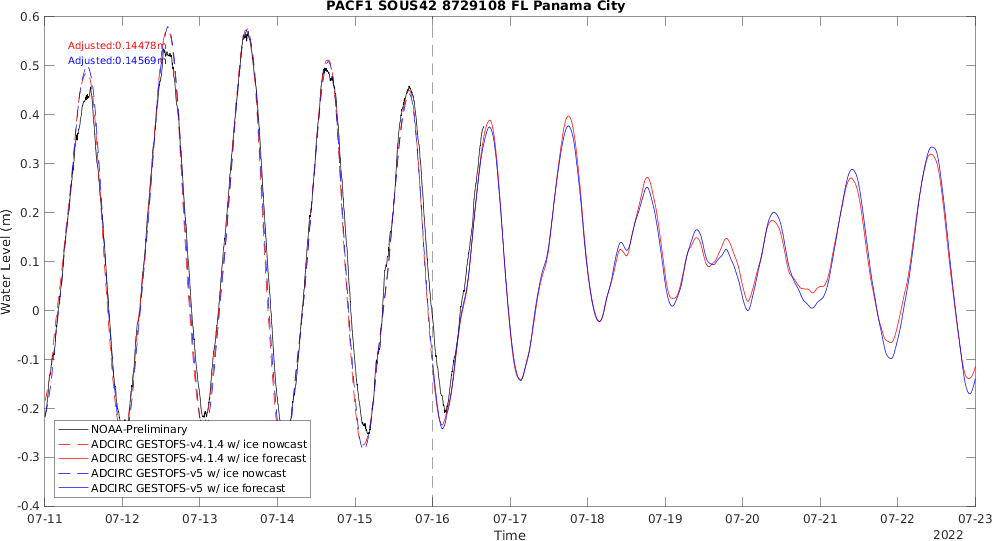 PACF1 SOUS42 8729108 FL Panama City
Adjusted:0.14478m
Adjusted:0.14569m
Water Level (m)
0.6
0.5
0.4
0.3
0.2
0.1
0
-0.1
-0.2
-0.3
-0.4
NOAA-Preliminary
ADCIRC GESTOFS-v4.1.4 w/ ice nowcast
ADCIRC GESTOFS-v4.1.4 w/ ice forecast
ADCIRC GESTOFS-v5 w/ ice nowcast
ADCIRC GESTOFS-v5 w/ ice forecast
07-11 07-12 07-13 07-14 07-15 07-16 07-17 07-18 07-19 07-20 07-21 07-22 07-23
Time
2022